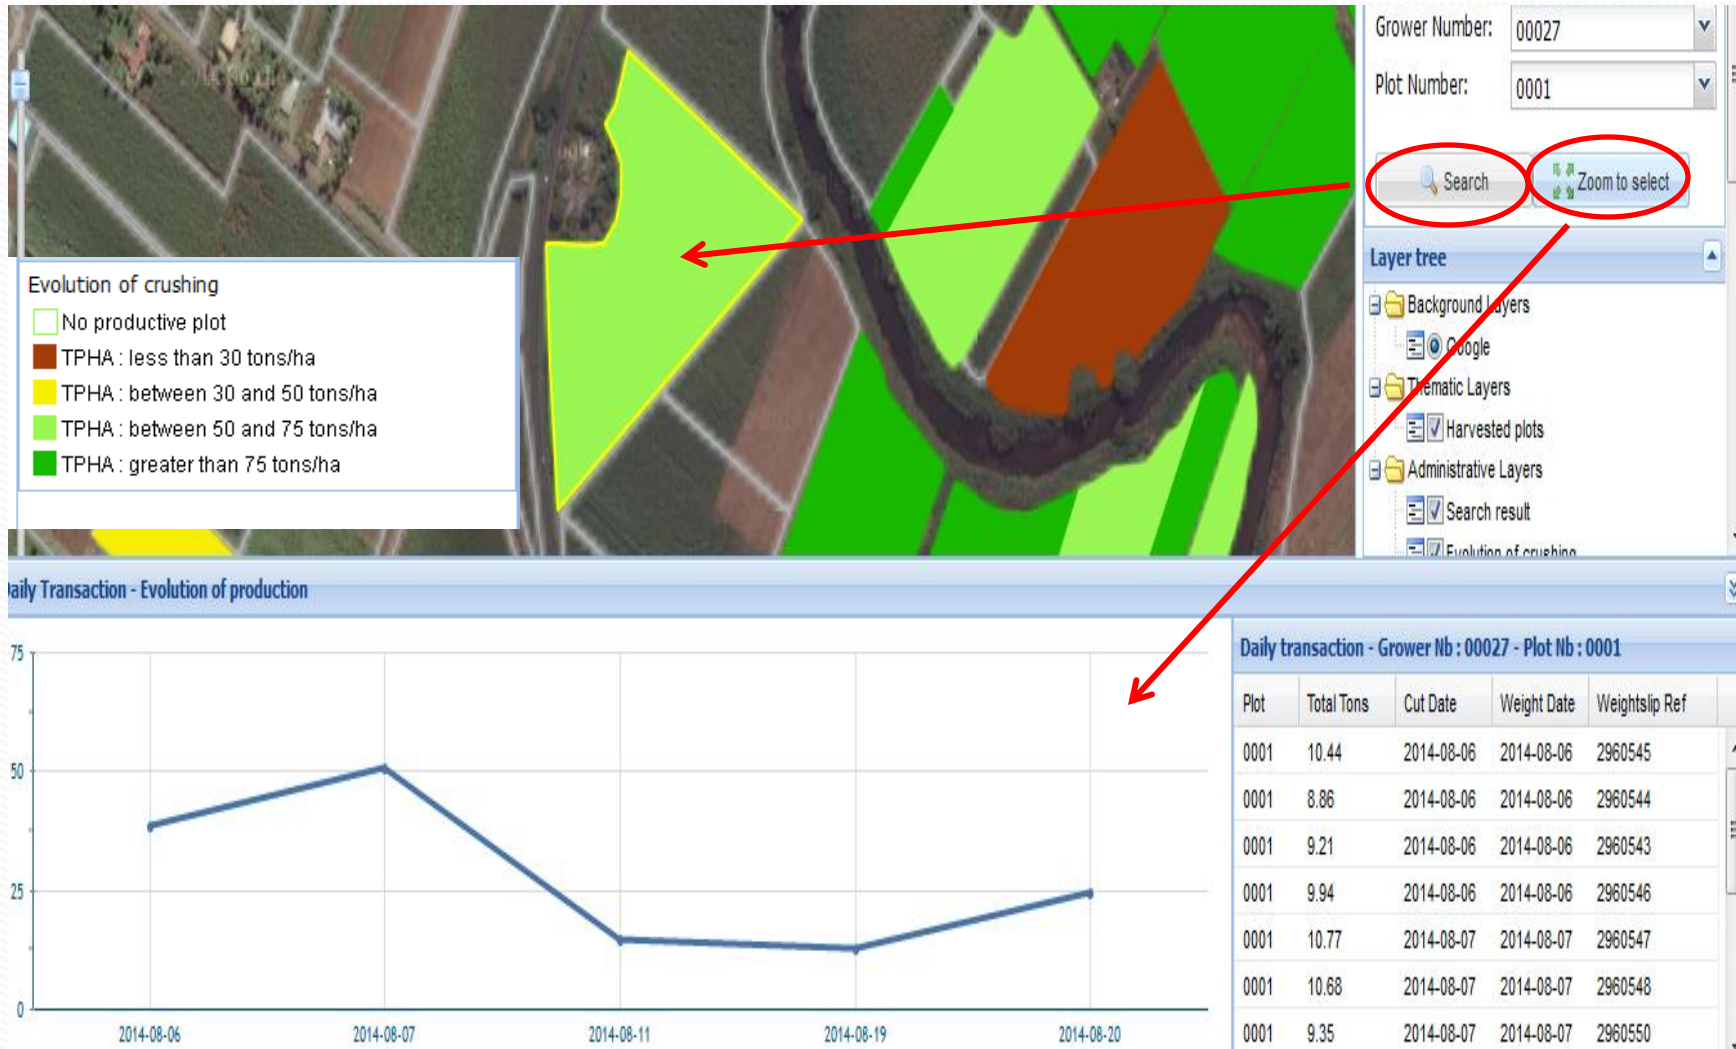 Grower Number: 00027
Plot Number: 0001
Search Zoom to select
Layer tree
Background Layers
Google
Thematic Layers
Harvested plots
Administrative Layers
Search result
Evolution of crushing
Evolution of crushing
No productive plot
TPHA : less than 30 tons/ha
TPHA : between 30 and 50 tons/ha
TPHA : between 50 and 75 tons/ha
TPHA : greater than 75 tons/ha
Daily Transaction - Evolution of production
75
50
25
0
2014-08-06 2014-08-07 2014-08-11 2014-08-19 2014-08-20
Daily transaction - Grower Nb : 00027 - Plot Nb : 0001
Plot Total Tons Cut Date Weight Date Weightslip Ref
0001 10.44 2014-08-06 2014-08-06 2960545
0001 8.86 2014-08-06 2014-08-06 2960544
0001 9.21 2014-08-06 2014-08-06 2960543
0001 9.94 2014-08-06 2014-08-06 2960546
0001 10.77 2014-08-07 2014-08-07 2960547
0001 10.68 2014-08-07 2014-08-07 2960548
0001 9.35 2014-08-07 2014-08-07 2960550